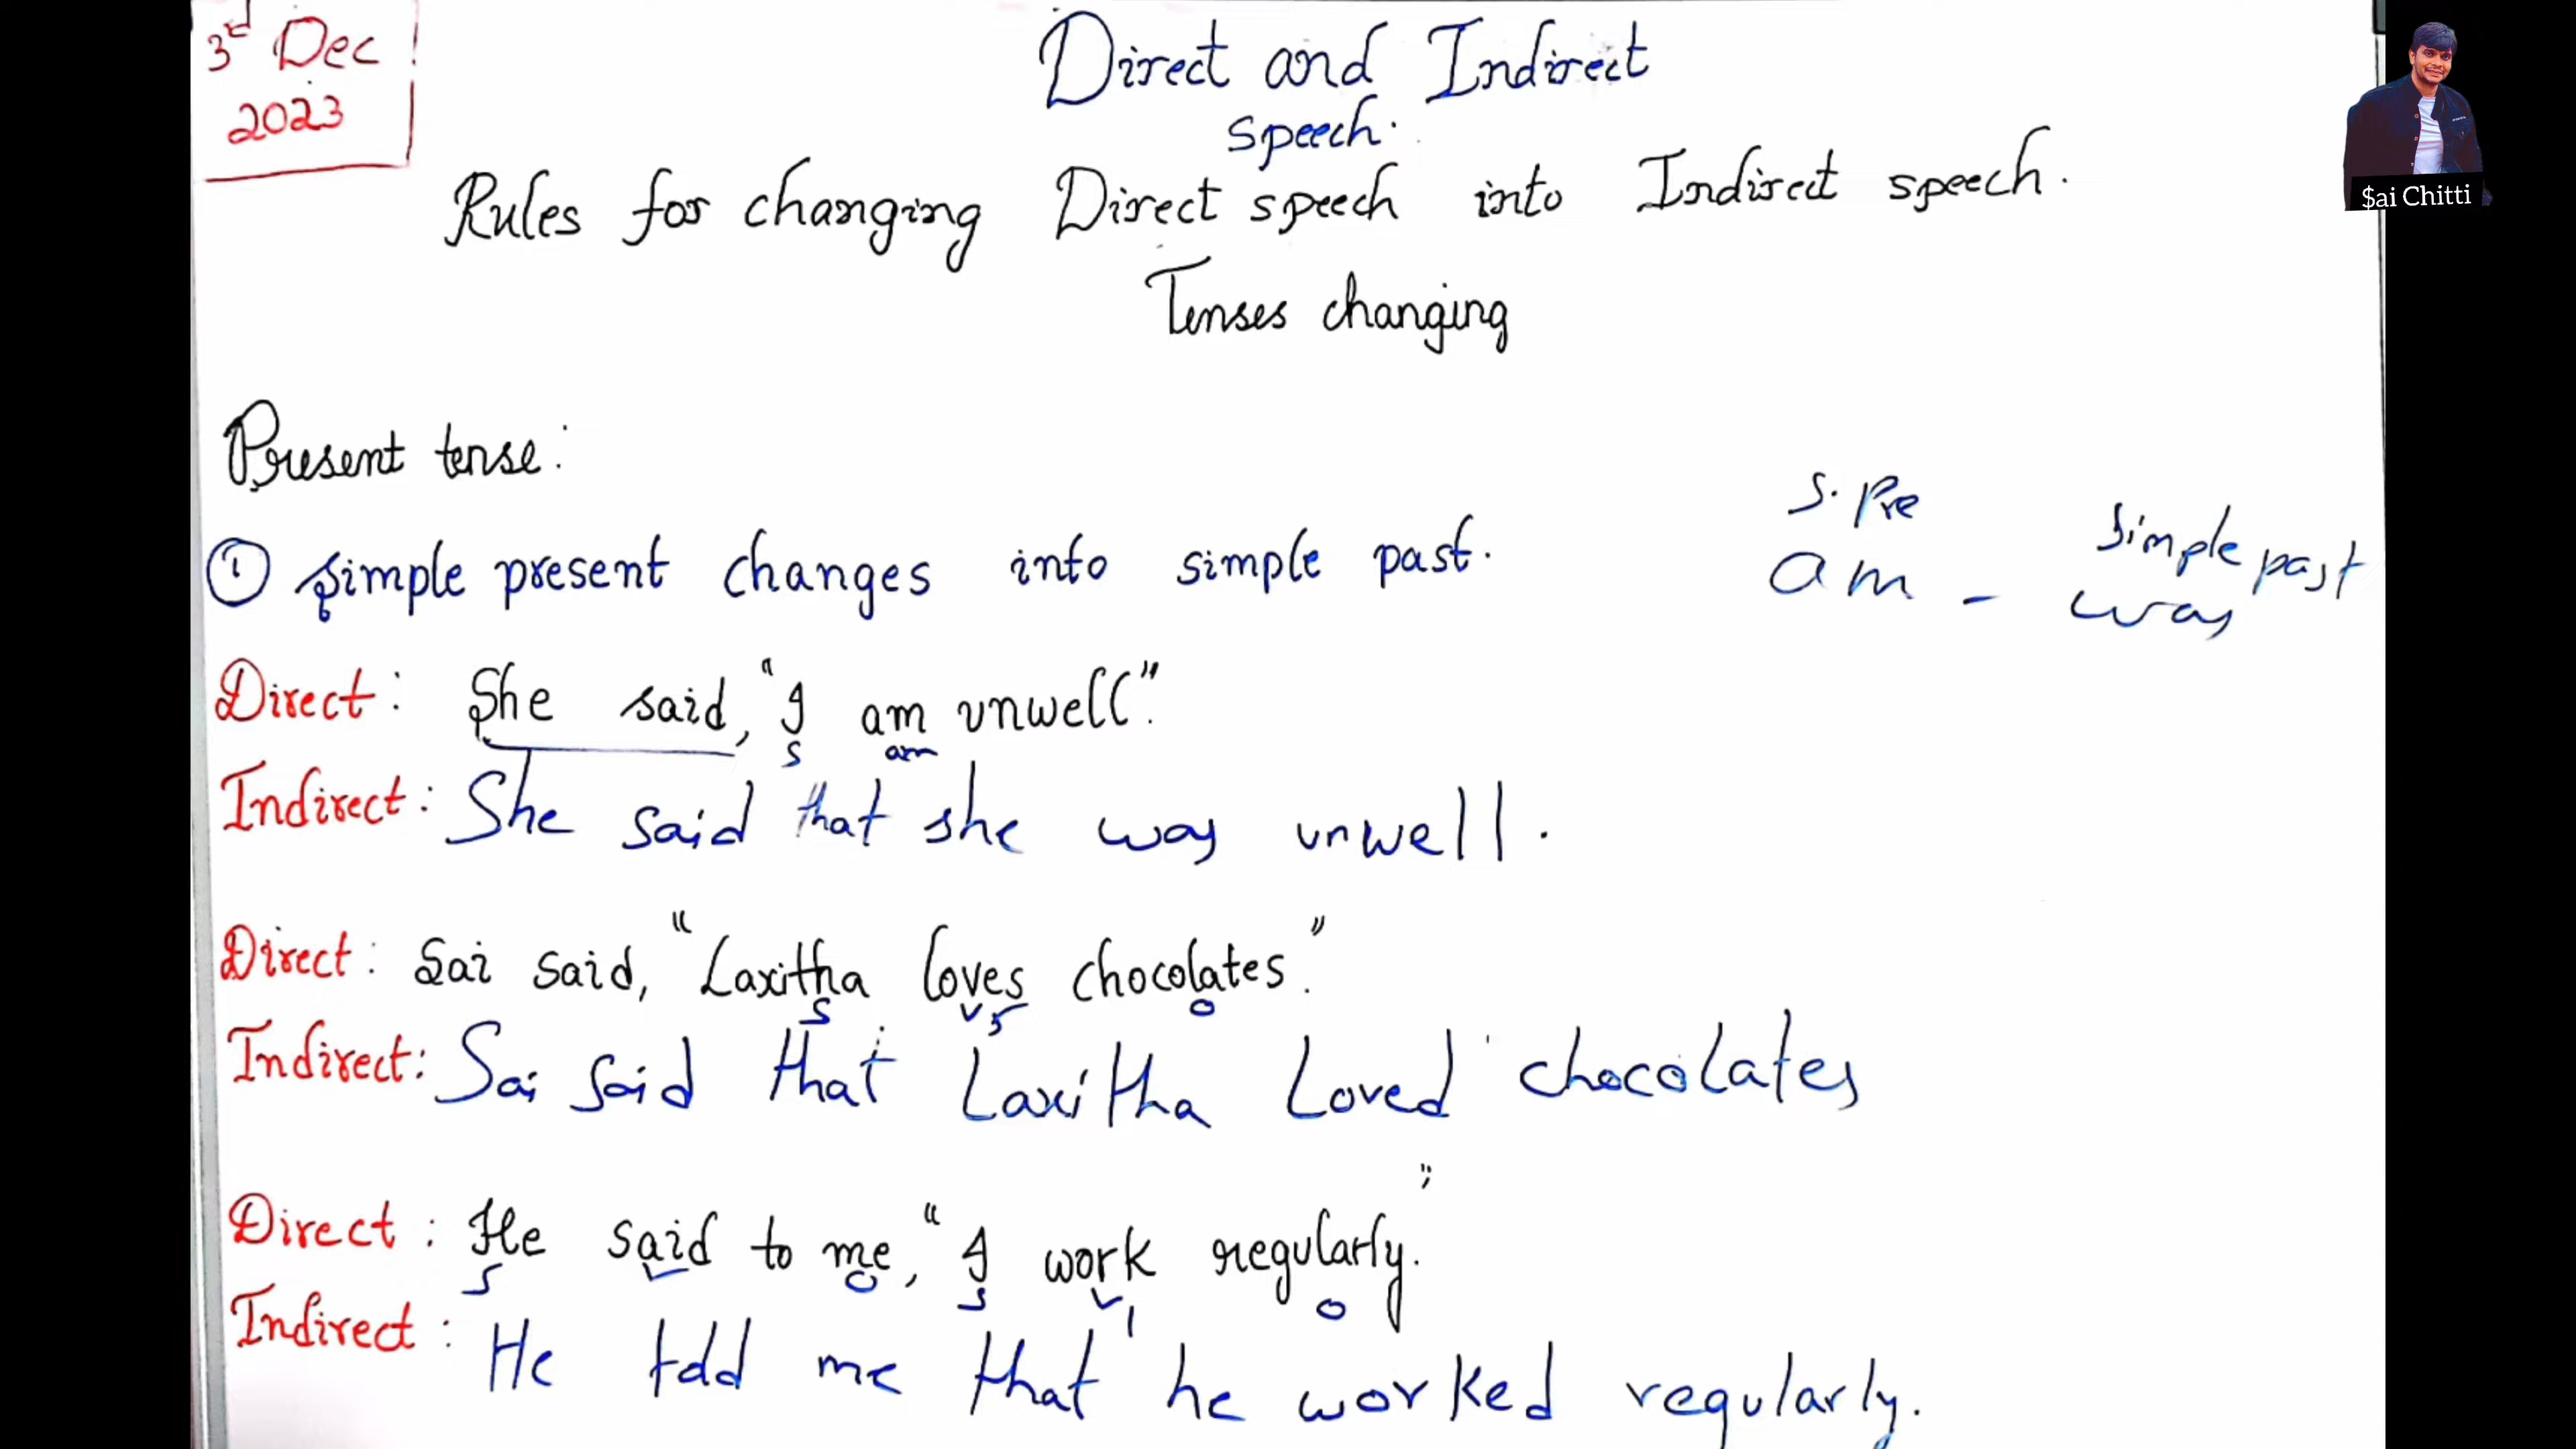 3rd Dec
2023
Direct and Indirect
speech.
Rules for changing Direct speech into Indirect speech.
Tenses changing
$ai Chitti
Present tense:
S. Pre
① simple present changes into simple past.
am - was
simple past
Direct: She said, "I am unwell".
S am
Indirect: She said that she was unwell.
Direct: Sai said, "Laxitha loves chocolates."
S V5 O
Indirect: Sai said that Laxitha Loved chocolates
Direct: He said to me, "I work regularly."
S V O S V1 O
Indirect: He told me that he worked regularly.